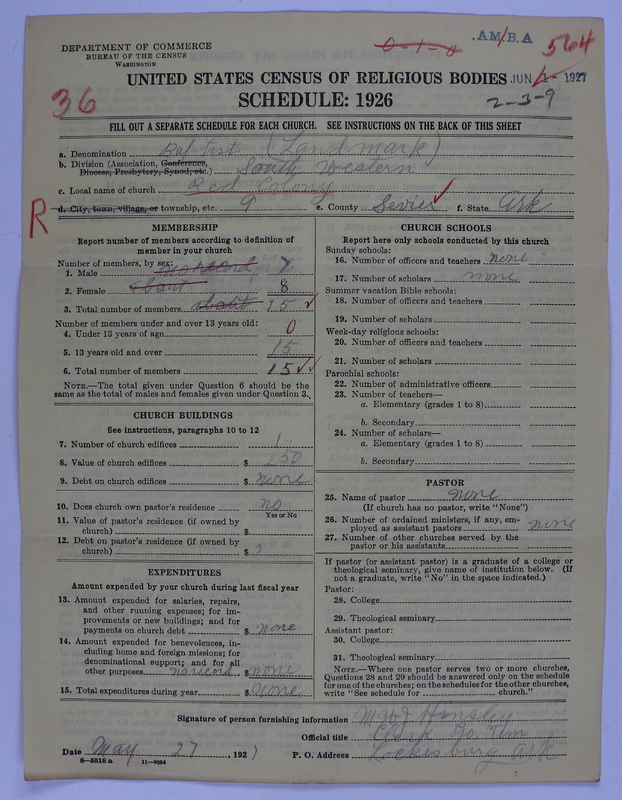 DEPARTMENT OF COMMERCE
BUREAU OF THE CENSUS
WASHINGTON
0-1-0
.AM/B.A
564
UNITED STATES CENSUS OF RELIGIOUS BODIES JUN 1 - 1927
36
SCHEDULE: 1926
2-3-9
FILL OUT A SEPARATE SCHEDULE FOR EACH CHURCH. SEE INSTRUCTIONS ON THE BACK OF THIS SHEET
a. Denomination Baptist (Landmark)
b. Division (Association, Conference, Diocese, Presbytery, Synod, etc.) South Western
c. Local name of church Red Colony
R
d. City, town, village, or township, etc. 9 e. County Sevier f. State Ark
MEMBERSHIP
Report number of members according to definition of
member in your church
Number of members, by sex:
1. Male no record 7
2. Female about 8
3. Total number of members about 15
Number of members under and over 13 years old:
4. Under 13 years of age 0
5. 13 years old and over 15
6. Total number of members 15
NOTE.—The total given under Question 6 should be the
same as the total of males and females given under Question 3.
CHURCH BUILDINGS
See instructions, paragraphs 10 to 12
7. Number of church edifices 1
8. Value of church edifices $ 250
9. Debt on church edifices $ none
10. Does church own pastor's residence no
Yes or No
11. Value of pastor's residence (if owned by
church) $
12. Debt on pastor's residence (if owned by
church) $
EXPENDITURES
Amount expended by your church during last fiscal year
13. Amount expended for salaries, repairs,
and other running expenses; for im-
provements or new buildings; and for
payments on church debt $ none
14. Amount expended for benevolences, in-
cluding home and foreign missions; for
denominational support; and for all
other purposes no record $ none
15. Total expenditures during year $ none
CHURCH SCHOOLS
Report here only schools conducted by this church
Sunday schools:
16. Number of officers and teachers none
17. Number of scholars none
Summer vacation Bible schools:
18. Number of officers and teachers
19. Number of scholars
Week-day religious schools:
20. Number of officers and teachers
21. Number of scholars
Parochial schools:
22. Number of administrative officers
23. Number of teachers—
a. Elementary (grades 1 to 8)
b. Secondary
24. Number of scholars—
a. Elementary (grades 1 to 8)
b. Secondary
PASTOR
25. Name of pastor none
(If church has no pastor, write "None")
26. Number of ordained ministers, if any, em-
ployed as assistant pastors none
27. Number of other churches served by the
pastor or his assistants
If pastor (or assistant pastor) is a graduate of a college or
theological seminary, give name of institution below. (If
not a graduate, write "No" in the space indicated.)
Pastor:
28. College
29. Theological seminary
Assistant pastor:
30. College
31. Theological seminary
NOTE.—Where one pastor serves two or more churches,
Questions 28 and 29 should be answered only on the schedule
for one of the churches; on the schedules for the other churches,
write "See schedule for church."
Signature of person furnishing information
Official title Clerk Pro Tem
Date May 27, 1927 P. O. Address Lockesburg Ark
8—5518 a 11—9094